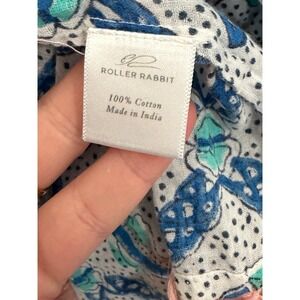 ROLLER RABBIT
100% Cotton
Made in India